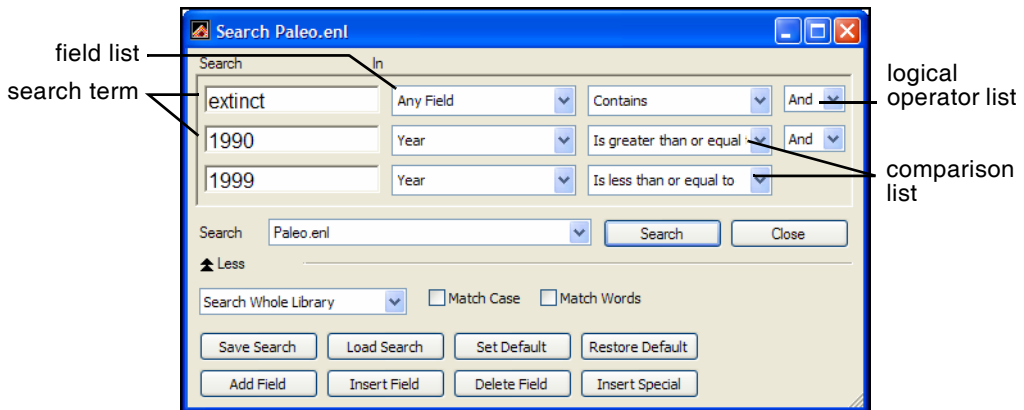 Search Paleo.enl
field list
Search In
search term
extinct Any Field Contains And
logical
operator list
1990 Year Is greater than or equal And
1999 Year Is less than or equal to
comparison
list
Search Paleo.enl Search Close
Less
Search Whole Library Match Case Match Words
Save Search Load Search Set Default Restore Default
Add Field Insert Field Delete Field Insert Special